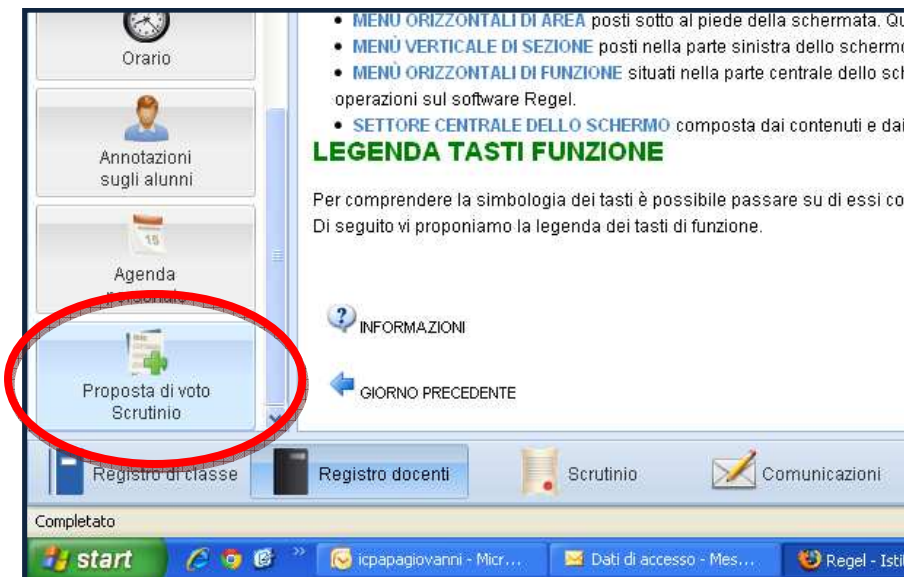 Orario
Annotazioni
sugli alunni
15
Agenda
personale
Proposta di voto
Scrutinio
• MENÙ ORIZZONTALI DI AREA posti sotto al piede della schermata. Qu
• MENÙ VERTICALE DI SEZIONE posti nella parte sinistra dello schermo
• MENÙ ORIZZONTALI DI FUNZIONE situati nella parte centrale dello sc
operazioni sul software Regel.
• SETTORE CENTRALE DELLO SCHERMO composta dai contenuti e dai
LEGENDA TASTI FUNZIONE
Per comprendere la simbologia dei tasti è possibile passare su di essi co
Di seguito vi proponiamo la legenda dei tasti di funzione.
INFORMAZIONI
GIORNO PRECEDENTE
Registro di classe
Registro docenti
Scrutinio
Comunicazioni
Completato
start
icpapagiovanni - Micr...
Dati di accesso - Mes...
Regel - Isti